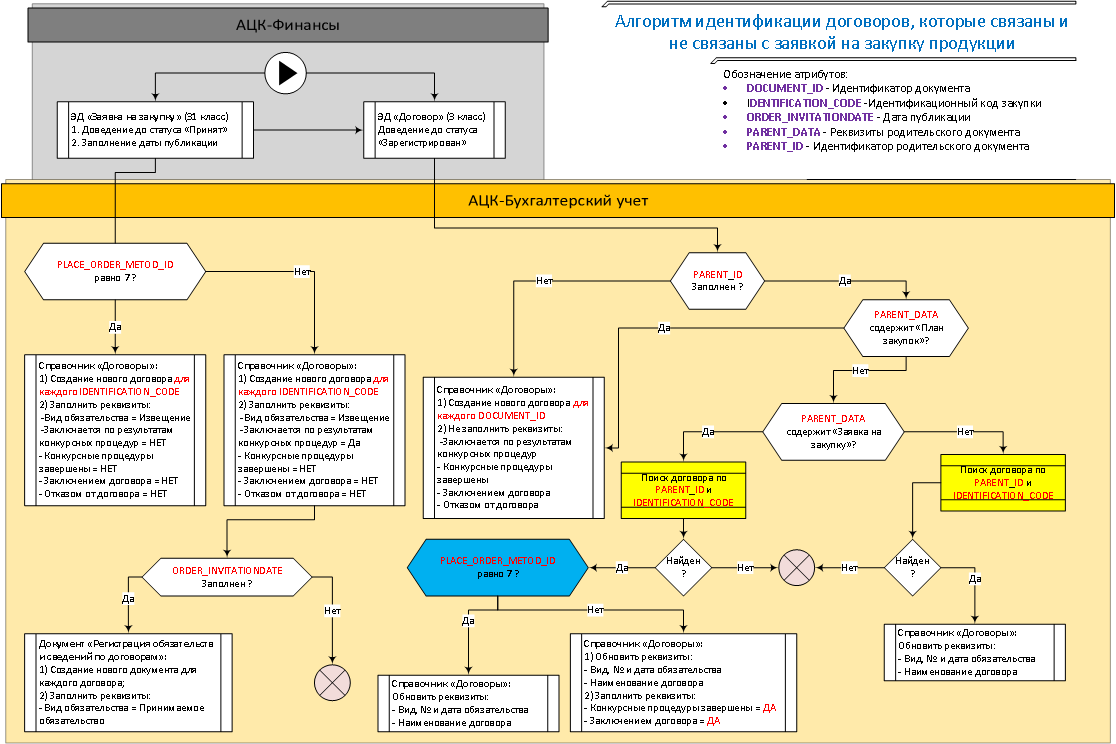 АЦК-Финансы
Алгоритм идентификации договоров, которые связаны и
не связаны с заявкой на закупку продукции
Обозначение атрибутов:
• DOCUMENT_ID - Идентификатор документа
• IDENTIFICATION_CODE -Идентификационный код закупки
• ORDER_INVITATIONDATE - Дата публикации
• PARENT_DATA - Реквизиты родительского документа
• PARENT_ID - Идентификатор родительского документа
ЭД «Заявка на закупку» (31 класс)
1. Доведение до статуса «Принят»
2. Заполнение даты публикации
ЭД «Договор» (3 класс)
Доведение до статуса
«Зарегистрирован»
АЦК-Бухгалтерский учет
PLACE_ORDER_METOD_ID
равно 7?
Нет
Да
PARENT_ID
Заполнен ?
Нет
Да
PARENT_DATA
содержит «План
закупок»?
Да
Нет
Справочник «Договоры»:
1) Создание нового договора для
каждого IDENTIFICATION_CODE
2) Заполнить реквизиты:
-Вид обязательства = Извещение
-Заключается по результатам
конкурсных процедур = НЕТ
- Конкурсные процедуры
завершены = НЕТ
- Заключением договора = НЕТ
- Отказом от договора = НЕТ
Справочник «Договоры»:
1) Создание нового договора для
каждого IDENTIFICATION_CODE
2) Заполнить реквизиты:
-Вид обязательства = Извещение
-Заключается по результатам
конкурсных процедур = Да
- Конкурсные процедуры
завершены = НЕТ
- Заключением договора = НЕТ
- Отказом от договора = НЕТ
Справочник «Договоры»:
1) Создание нового договора для
каждого DOCUMENT_ID
2) Незаполнить реквизиты:
-Заключается по результатам
конкурсных процедур
- Конкурсные процедуры
завершены
- Заключением договора
- Отказом от договора
PARENT_DATA
содержит «Заявка на
закупку»?
Да
Нет
Поиск договора по
PARENT_ID и
IDENTIFICATION_CODE
Поиск договора по
PARENT_ID и
IDENTIFICATION_CODE
ORDER_INVITATIONDATE
Заполнен ?
Да
Нет
PLACE_ORDER_METOD_ID
равно 7 ?
Да
Найден
?
Нет
Нет
Найден
?
Да
Да
Нет
Документ «Регистрация обязательств
и сведений по договорам»:
1) Создание нового документа для
каждого договора;
2) Заполнить реквизиты:
- Вид обязательства = Принимаемое
обязательство
Справочник «Договоры»:
Обновить реквизиты:
- Вид, № и дата обязательства
- Наименование договора
Справочник «Договоры»:
1) Обновить реквизиты:
- Вид, № и дата обязательства
- Наименование договора
2)Заполнить реквизиты:
- Конкурсные процедуры завершены = ДА
- Заключением договора = ДА
Справочник «Договоры»:
Обновить реквизиты:
- Вид, № и дата обязательства
- Наименование договора